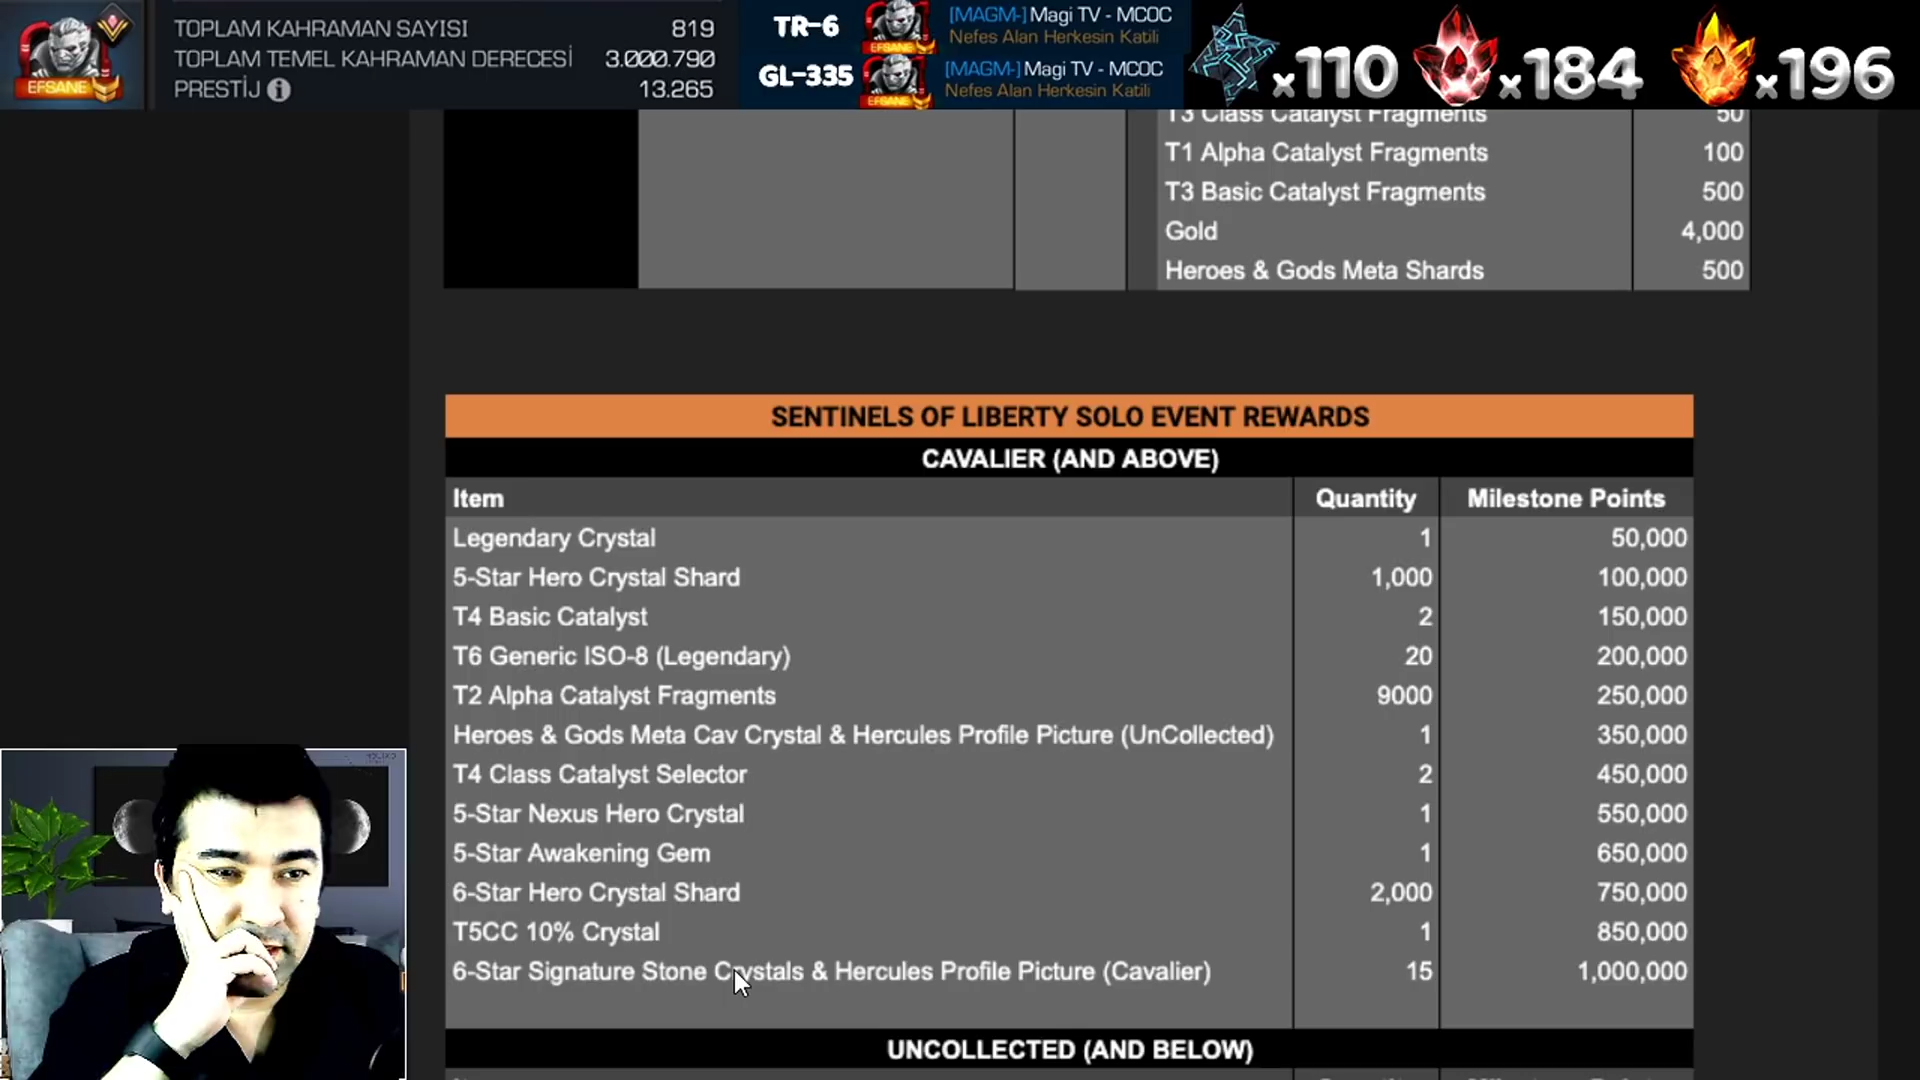 TOPLAM KAHRAMAN SAYISI 819
TOPLAM TEMEL KAHRAMAN DERECESİ 3.000.790
PRESTİJ 13.265
EFSANE
TR-6 [MAGM-] Magi TV - MCOC
Nefes Alan Herkesin Katili
EFSANE
GL-335 [MAGM-] Magi TV - MCOC
Nefes Alan Herkesin Katili
EFSANE
x110 x184 x196
T3 Class Catalyst Fragments 50
T1 Alpha Catalyst Fragments 100
T3 Basic Catalyst Fragments 500
Gold 4,000
Heroes & Gods Meta Shards 500
SENTINELS OF LIBERTY SOLO EVENT REWARDS
CAVALIER (AND ABOVE)
Item Quantity Milestone Points
Legendary Crystal 1 50,000
5-Star Hero Crystal Shard 1,000 100,000
T4 Basic Catalyst 2 150,000
T6 Generic ISO-8 (Legendary) 20 200,000
T2 Alpha Catalyst Fragments 9000 250,000
Heroes & Gods Meta Cav Crystal & Hercules Profile Picture (UnCollected) 1 350,000
T4 Class Catalyst Selector 2 450,000
5-Star Nexus Hero Crystal 1 550,000
5-Star Awakening Gem 1 650,000
6-Star Hero Crystal Shard 2,000 750,000
T5CC 10% Crystal 1 850,000
6-Star Signature Stone Crystals & Hercules Profile Picture (Cavalier) 15 1,000,000
UNCOLLECTED (AND BELOW)